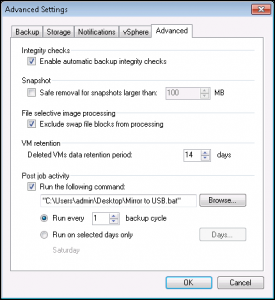 Advanced Settings
Backup Storage Notifications vSphere Advanced
Integrity checks
Enable automatic backup integrity checks
Snapshot
Safe removal for snapshots larger than: 100 MB
File selective image processing
Exclude swap file blocks from processing
VM retention
Deleted VMs data retention period: 14 days
Post job activity
Run the following command:
"C:\Users\admin\Desktop\Mirror to USB.bat" Browse...
Run every 1 backup cycle
Run on selected days only Days...
Saturday
OK Cancel